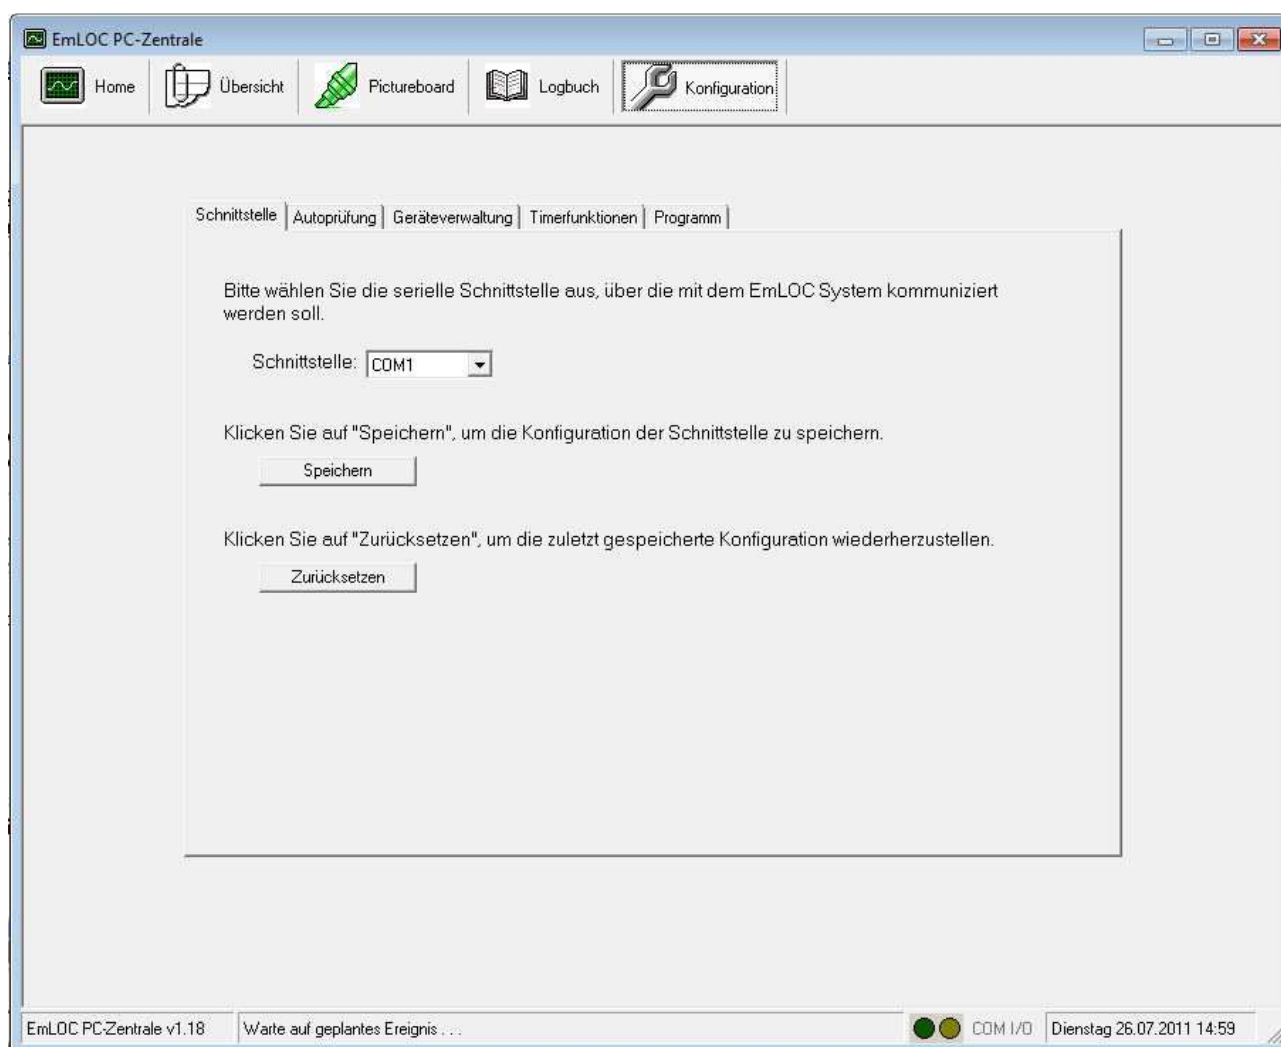 EmLOC PC-Zentrale
Home Übersicht Pictureboard Logbuch Konfiguration
Schnittstelle Autoprüfung Geräteverwaltung Timerfunktionen Programm
Bitte wählen Sie die serielle Schnittstelle aus, über die mit dem EmLOC System kommuniziert
werden soll.
Schnittstelle: COM1
Klicken Sie auf "Speichern", um die Konfiguration der Schnittstelle zu speichern.
Speichern
Klicken Sie auf "Zurücksetzen", um die zuletzt gespeicherte Konfiguration wiederherzustellen.
Zurücksetzen
EmLOC PC-Zentrale v1.18 Warte auf geplantes Ereignis . . . COM I/O Dienstag 26.07.2011 14:59